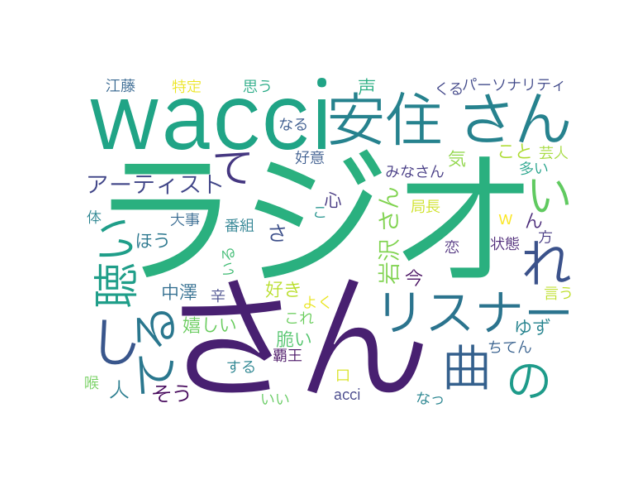 江藤
特定
思う
声
くる
パーソナリティ
wacci
安住 さん
なる
て
好意
みなさん
気
こと
芸人
アーティスト
ラジオ
多い
い
心
岩沢 さん
局長
体
大事
番組
さ
こ
w
ん
聴い
ほう
恋
状態
方
れ
中澤
辛
好き
今
し
てる
さん
よく
リスナー
言う
嬉しい
これ
ゆず
脆い
覇王
ちてん
喉
人
そう
する
口
曲
の
いい
acci
なっ